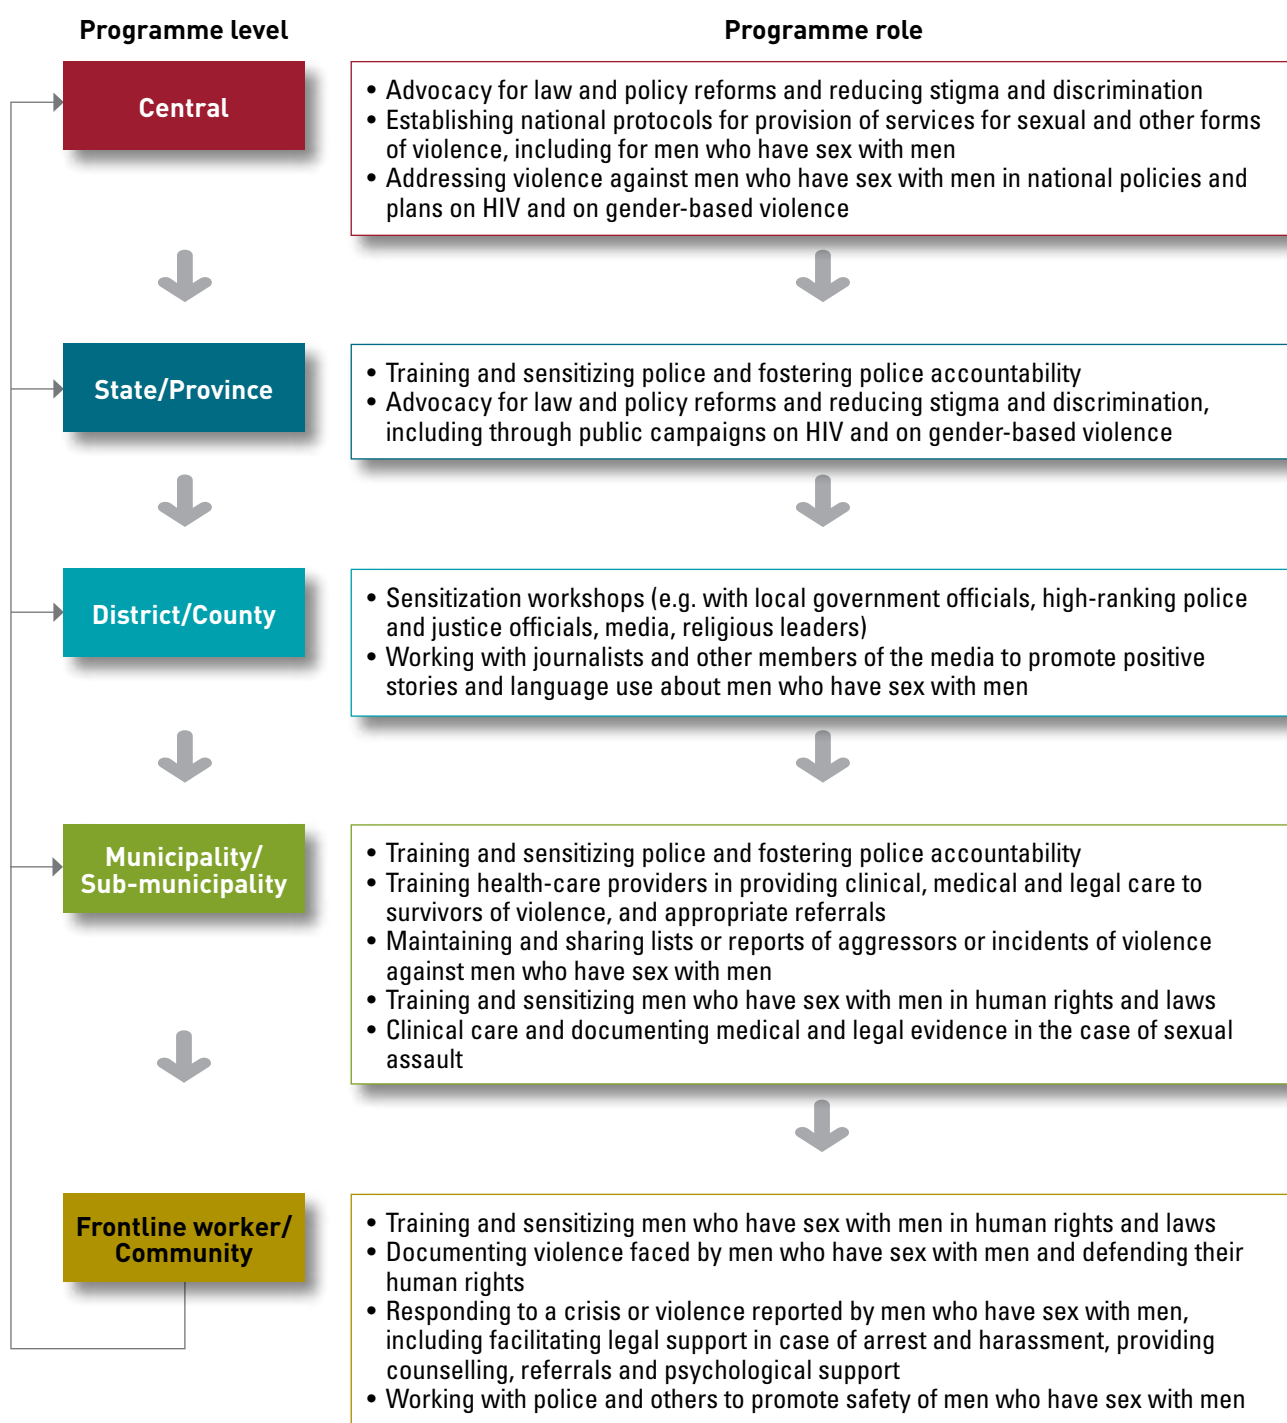 Programme level
Programme role
Central
• Advocacy for law and policy reforms and reducing stigma and discrimination
• Establishing national protocols for provision of services for sexual and other forms
of violence, including for men who have sex with men
• Addressing violence against men who have sex with men in national policies and
plans on HIV and on gender-based violence
State/Province
• Training and sensitizing police and fostering police accountability
• Advocacy for law and policy reforms and reducing stigma and discrimination,
including through public campaigns on HIV and on gender-based violence
District/County
• Sensitization workshops (e.g. with local government officials, high-ranking police
and justice officials, media, religious leaders)
• Working with journalists and other members of the media to promote positive
stories and language use about men who have sex with men
Municipality/
Sub-municipality
• Training and sensitizing police and fostering police accountability
• Training health-care providers in providing clinical, medical and legal care to
survivors of violence, and appropriate referrals
• Maintaining and sharing lists or reports of aggressors or incidents of violence
against men who have sex with men
• Training and sensitizing men who have sex with men in human rights and laws
• Clinical care and documenting medical and legal evidence in the case of sexual
assault
Frontline worker/
Community
• Training and sensitizing men who have sex with men in human rights and laws
• Documenting violence faced by men who have sex with men and defending their
human rights
• Responding to a crisis or violence reported by men who have sex with men,
including facilitating legal support in case of arrest and harassment, providing
counselling, referrals and psychological support
• Working with police and others to promote safety of men who have sex with men